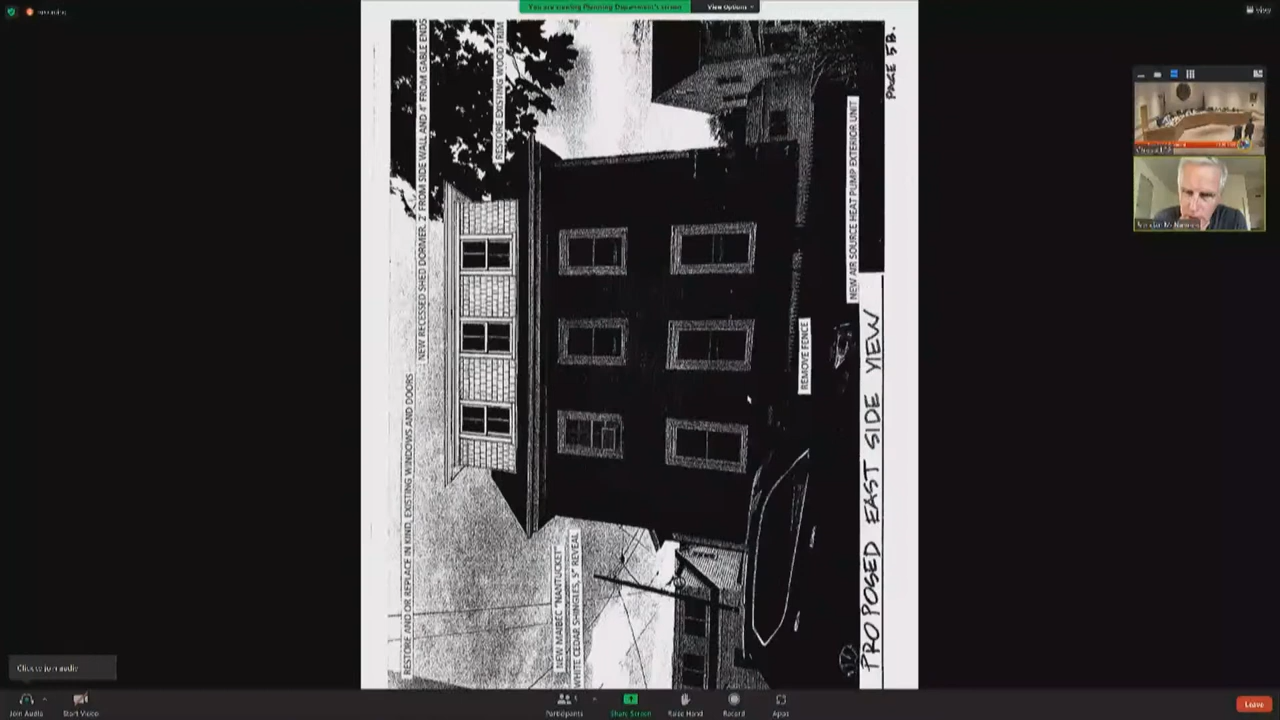 You are viewing Planning Department's screen
View Options
View
RESTORE AND/OR REPLACE IN KIND, EXISTING WINDOWS AND DOORS
NEW RECESSED SHED DORMER, 2' FROM SIDE WALL AND 4' FROM GABLE ENDS
RESTORE EXISTING WOOD TRIM
NEW MAIBEC "NANTUCKET"
WHITE CEDAR SHINGLES, 5" REVEAL
REMOVE FENCE
NEW AIR SOURCE HEAT PUMP EXTERIOR UNIT
PROPOSED EAST SIDE VIEW
PAGE 5B.
Click to join audio
Join Audio
Start Video
Participants
Share Screen
Raise Hand
Record
Apps
Leave